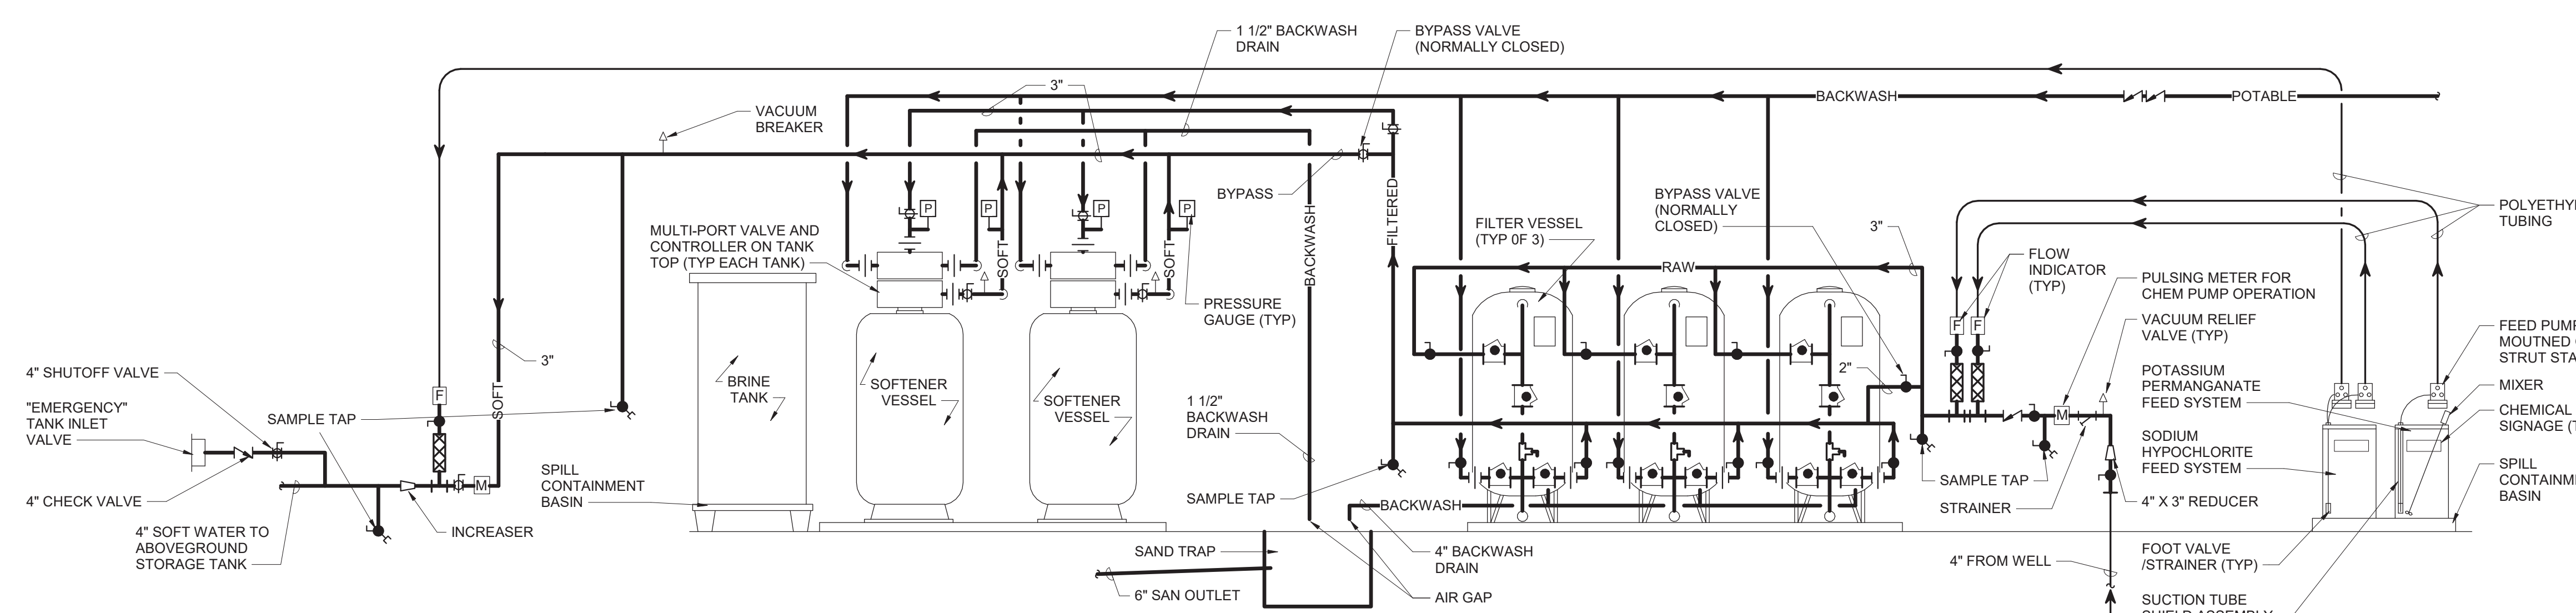 1 1/2" BACKWASH
DRAIN
BYPASS VALVE
(NORMALLY CLOSED)
3"
VACUUM
BREAKER
BACKWASH
POTABLE
BYPASS
BACKWASH
FILTERED
BYPASS VALVE
(NORMALLY
CLOSED)
3"
POLYETHY
TUBING
MULTI-PORT VALVE AND
CONTROLLER ON TANK
TOP (TYP EACH TANK)
P
P
P
P
SOFT
SOFT
FILTER VESSEL
(TYP 0F 3)
RAW
FLOW
INDICATOR
(TYP)
PULSING METER FOR
CHEM PUMP OPERATION
PRESSURE
GAUGE (TYP)
F
F
VACUUM RELIEF
VALVE (TYP)
FEED PUM
MOUTNED
STRUT STA
3"
4" SHUTOFF VALVE
BRINE
TANK
SOFTENER
VESSEL
SOFTENER
VESSEL
2"
POTASSIUM
PERMANGANATE
FEED SYSTEM
MIXER
F
SOFT
"EMERGENCY"
TANK INLET
VALVE
SAMPLE TAP
1 1/2"
BACKWASH
DRAIN
M
CHEMICAL
SIGNAGE (T
SODIUM
HYPOCHLORITE
FEED SYSTEM
SPILL
CONTAINMENT
BASIN
M
4" CHECK VALVE
SAMPLE TAP
BACKWASH
SAMPLE TAP
STRAINER
4" X 3" REDUCER
SPILL
CONTAINME
BASIN
4" SOFT WATER TO
ABOVEGROUND
STORAGE TANK
INCREASER
SAND TRAP
4" BACKWASH
DRAIN
4" FROM WELL
FOOT VALVE
/STRAINER (TYP)
6" SAN OUTLET
AIR GAP
SUCTION TUBE
SHIELD ASSEMBLY